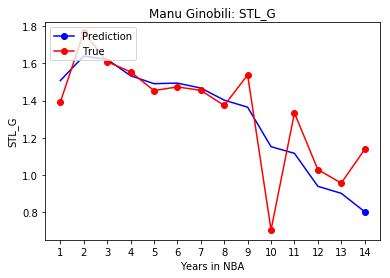 Manu Ginobili: STL_G
Prediction
True
STL_G
1.8
1.6
1.4
1.2
1.0
0.8
1 2 3 4 5 6 7 8 9 10 11 12 13 14
Years in NBA